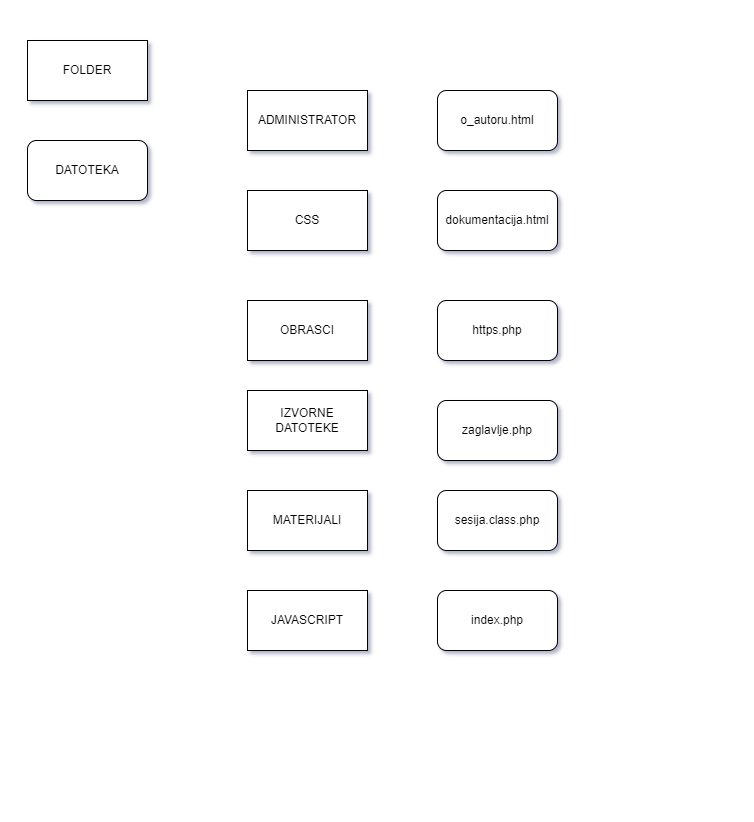 FOLDER
DATOTEKA
ADMINISTRATOR
o_autoru.html
CSS
dokumentacija.html
OBRASCI
https.php
IZVORNE
DATOTEKE
zaglavlje.php
MATERIJALI
sesija.class.php
JAVASCRIPT
index.php